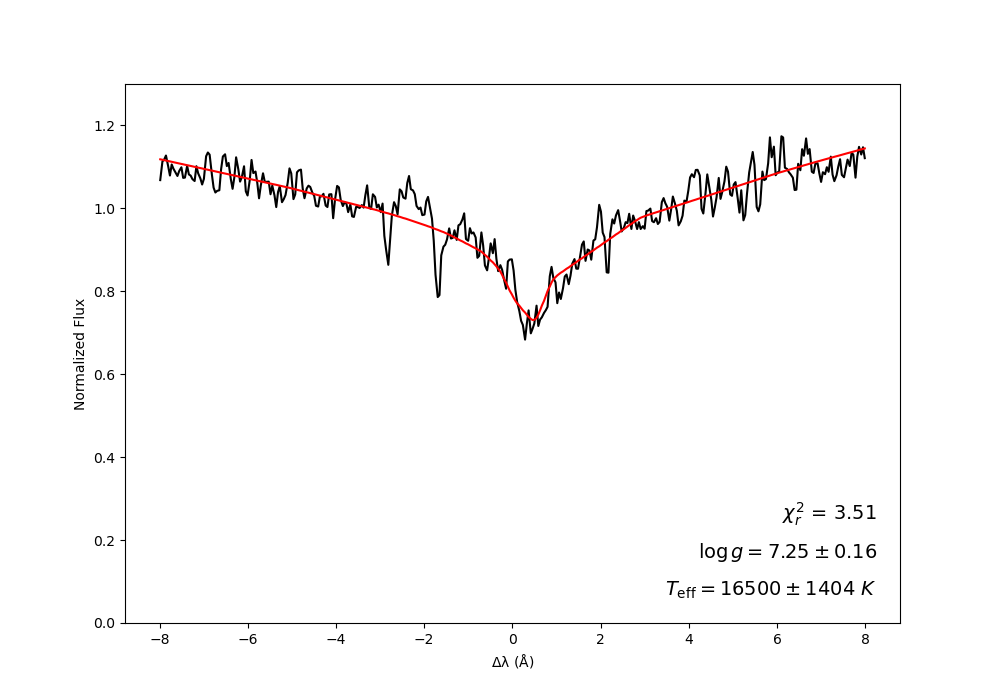 1.2
1.0
0.8
0.6
0.4
0.2
0.0
Normalized Flux
χ²ᵣ = 3.51
log g = 7.25 ± 0.16
T_eff = 16500 ± 1404 K
−8 −6 −4 −2 0 2 4 6 8
Δλ (Å)